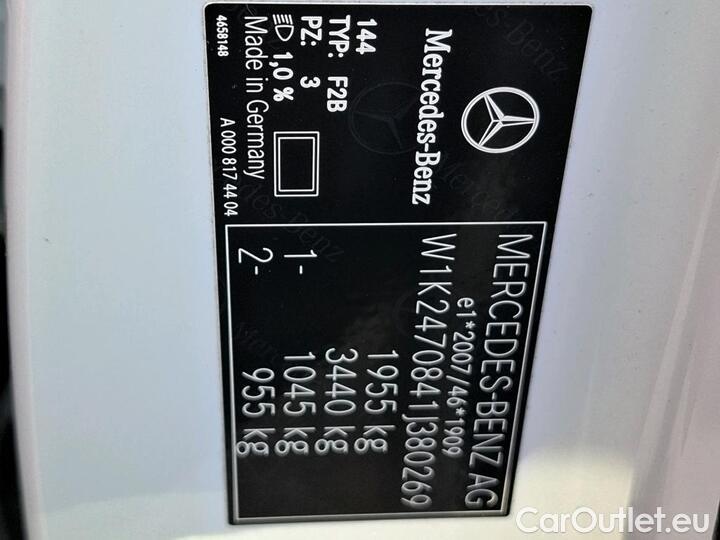 Mercedes-Benz
144
TYP: F2B
PZ: 3
1,0 %
Made in Germany
4658148
A 000 817 44 04
MERCEDES-BENZ AG
e1*2007/46*1909
W1K2470841J380269
1955 kg
3440 kg
1- 1045 kg
2- 955 kg
CarOutlet.eu